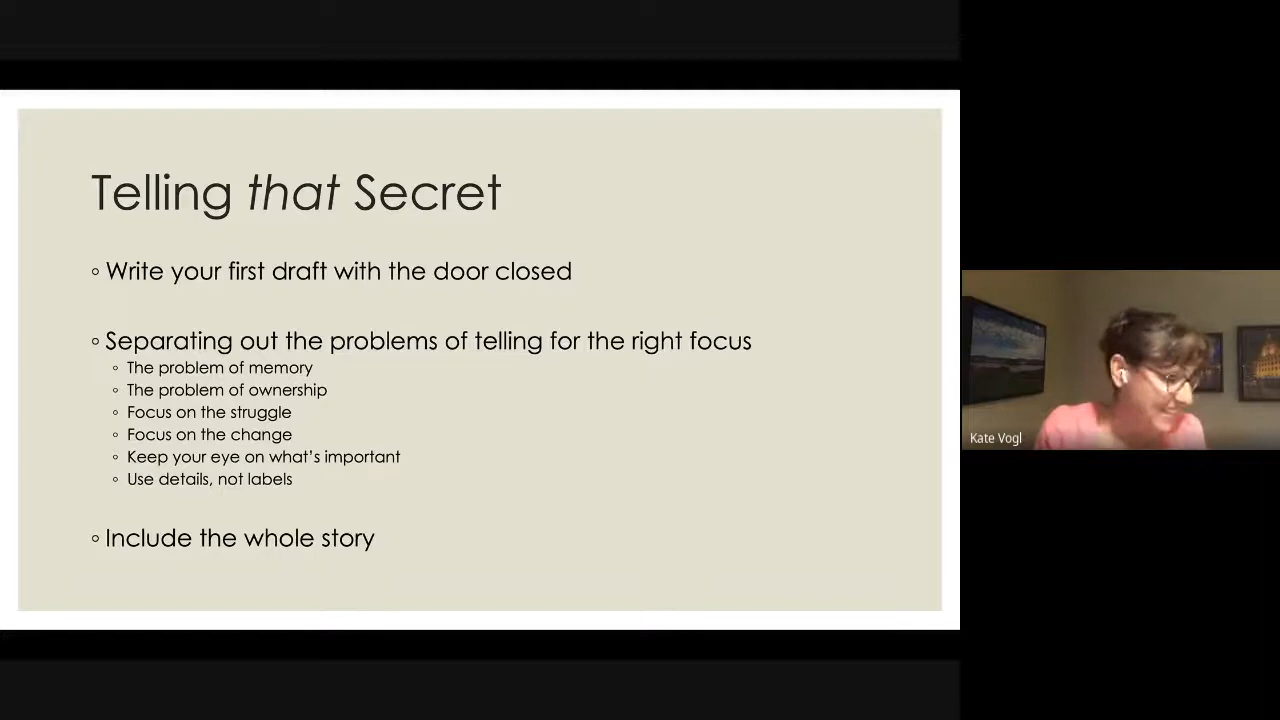 Telling that Secret
◦ Write your first draft with the door closed
◦ Separating out the problems of telling for the right focus
◦ The problem of memory
◦ The problem of ownership
◦ Focus on the struggle
◦ Focus on the change
◦ Keep your eye on what’s important
◦ Use details, not labels
◦ Include the whole story
Kate Vogl